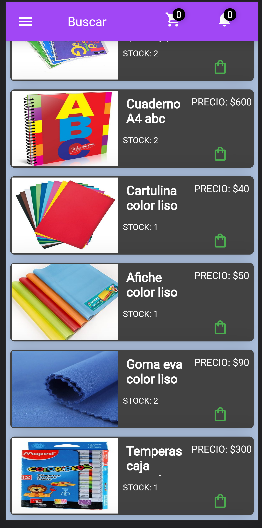 Buscar
0
0
STOCK: 2
Cuaderno
A4 abc
PRECIO: $600
STOCK: 2
A
B
C
Cartulina
color liso
PRECIO: $40
STOCK: 1
Afiche
color liso
PRECIO: $50
STOCK: 1
Goma eva
color liso
PRECIO: $90
STOCK: 2
Temperas
caja
PRECIO: $300
STOCK: 1
Maped